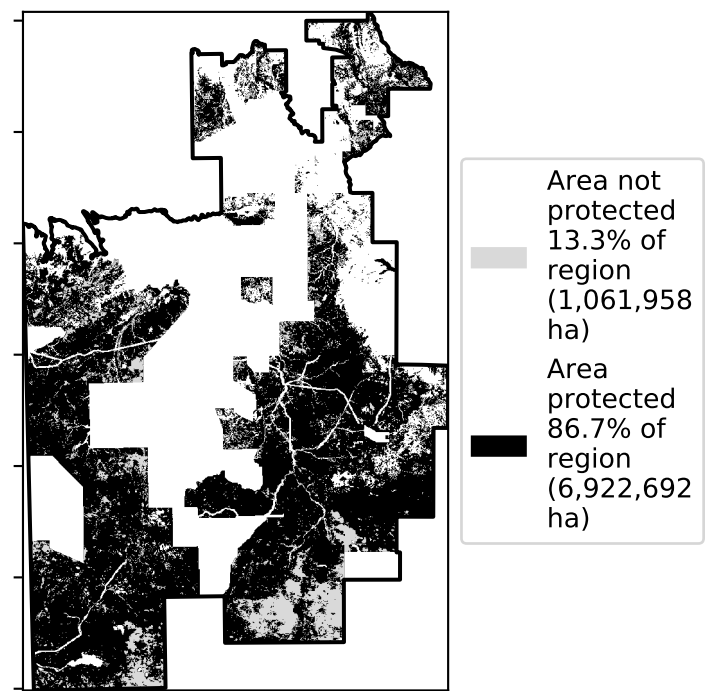 Area not
protected
13.3% of
region
(1,061,958
ha)
Area
protected
86.7% of
region
(6,922,692
ha)